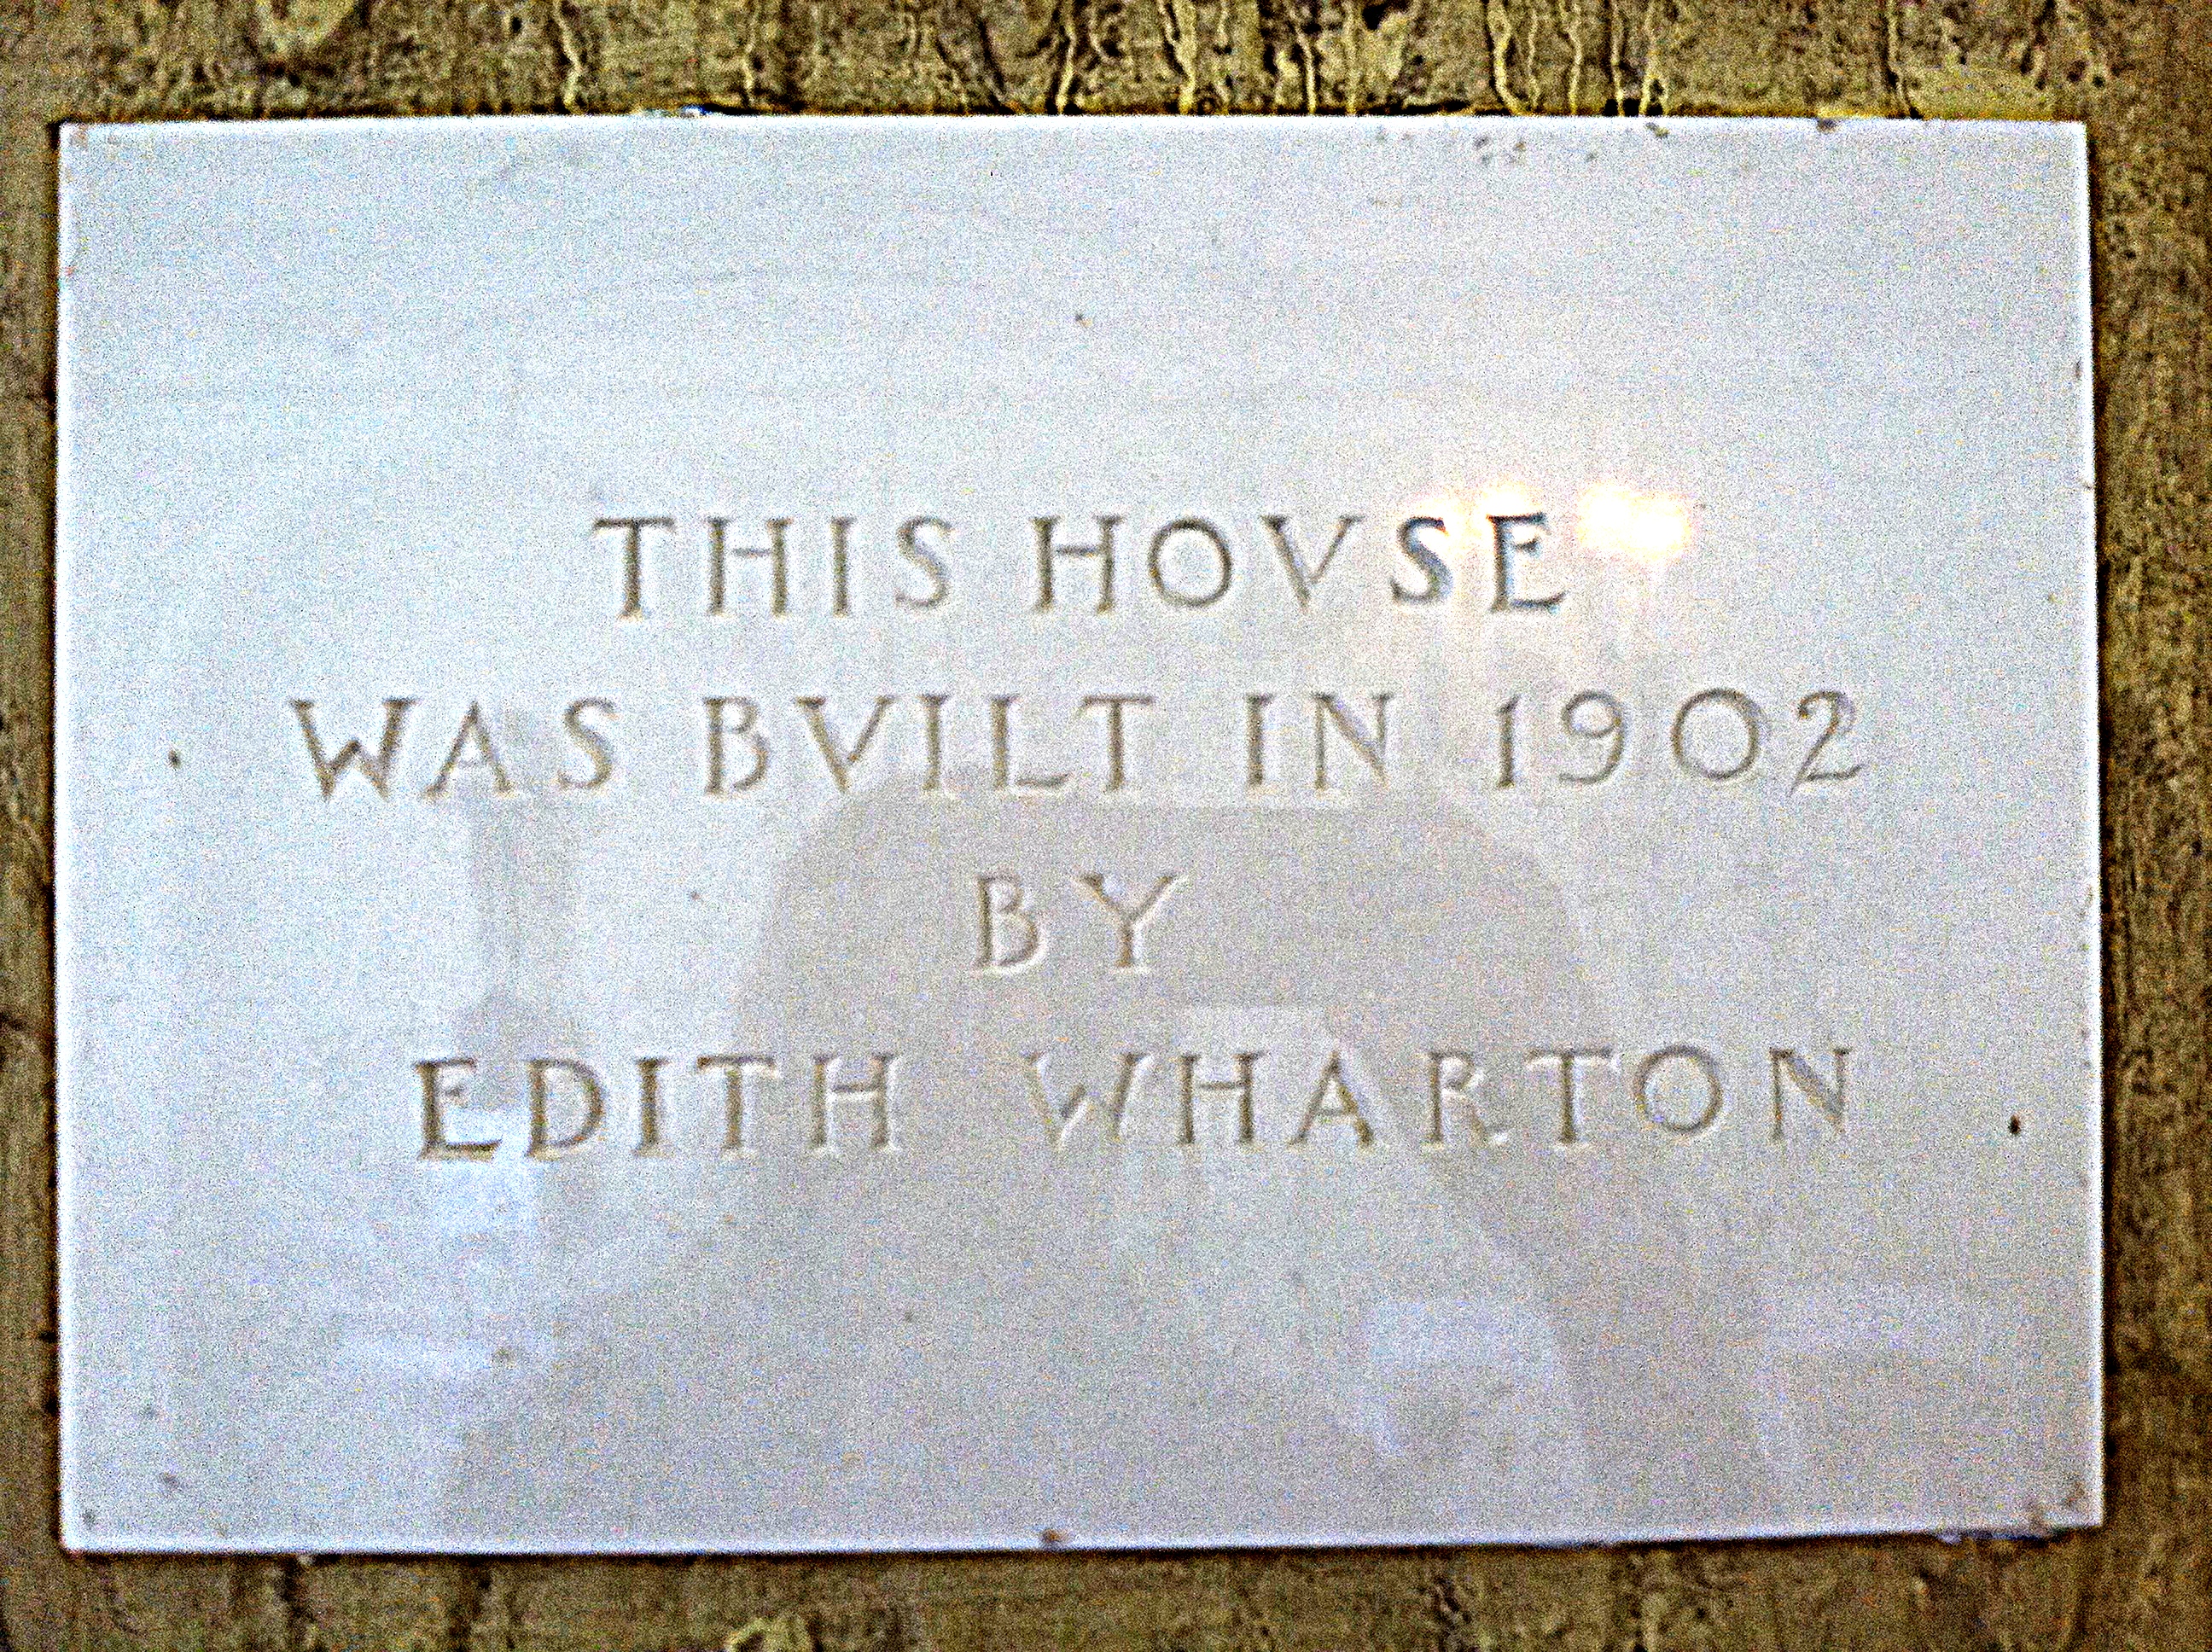 THIS HOVSE
WAS BVILT IN 1902
BY
EDITH WHARTON